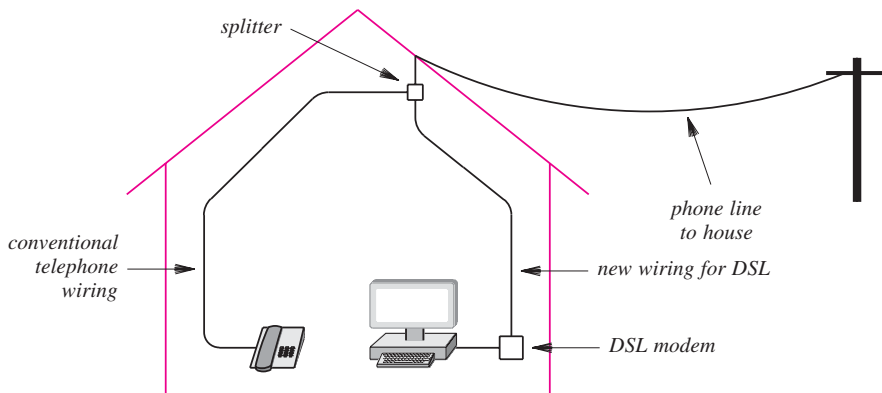 splitter
phone line
to house
conventional
telephone
wiring
new wiring for DSL
DSL modem